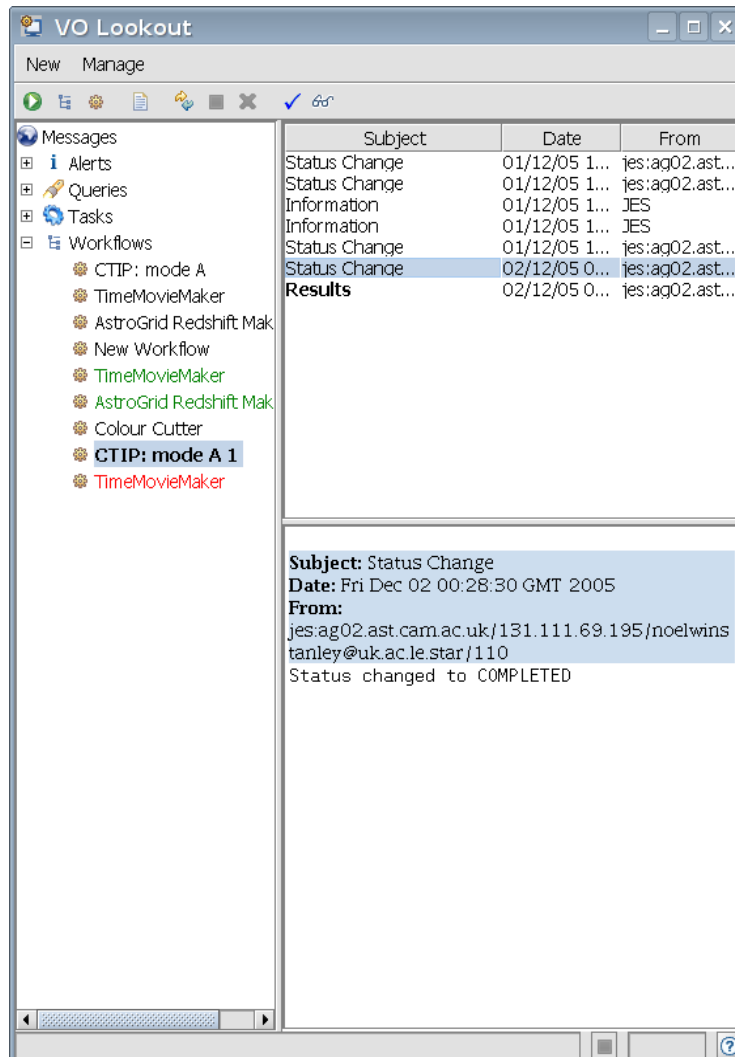 VO Lookout
New Manage
Messages
Alerts
Queries
Tasks
Workflows
CTIP: mode A
TimeMovieMaker
AstroGrid Redshift Mak
New Workflow
TimeMovieMaker
AstroGrid Redshift Mak
Colour Cutter
CTIP: mode A 1
TimeMovieMaker
Subject Date From
Status Change 01/12/05 1... jes:ag02.ast...
Status Change 01/12/05 1... jes:ag02.ast...
Information 01/12/05 1... JES
Information 01/12/05 1... JES
Status Change 01/12/05 1... jes:ag02.ast...
Status Change 02/12/05 0... jes:ag02.ast...
Results 02/12/05 0... jes:ag02.ast...
Subject: Status Change
Date: Fri Dec 02 00:28:30 GMT 2005
From:
jes:ag02.ast.cam.ac.uk/131.111.69.195/noelwins
tanley@uk.ac.le.star/110
Status changed to COMPLETED